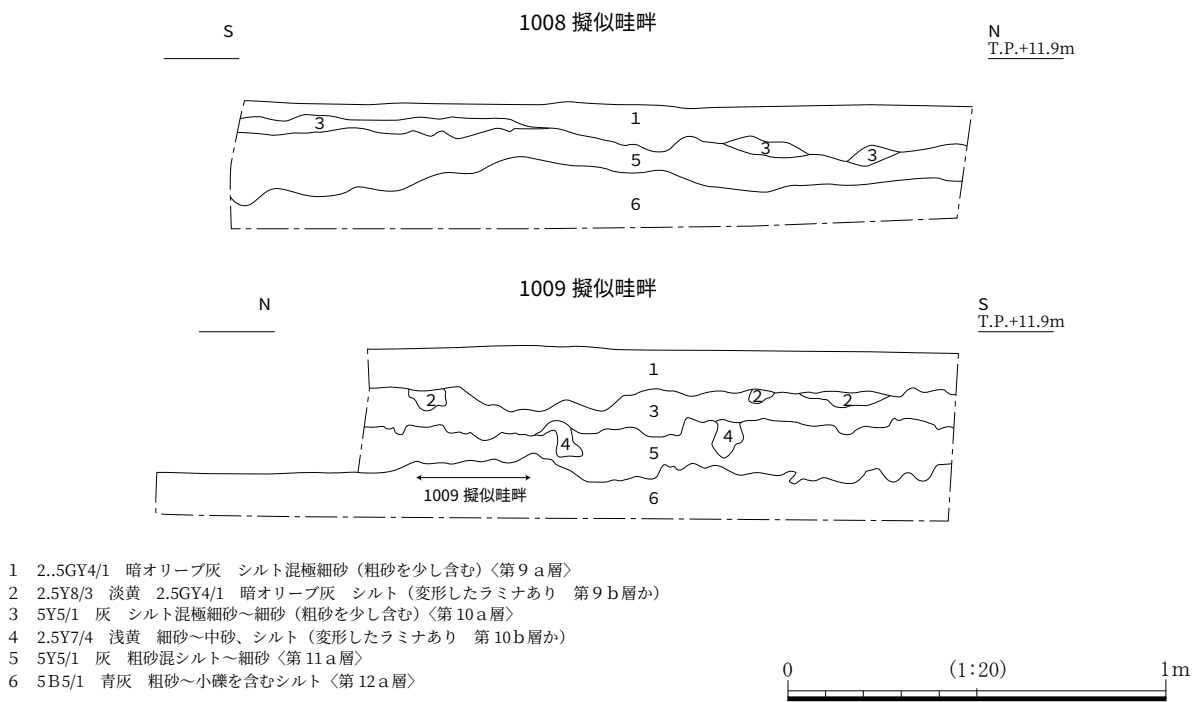 1008 擬似畦畔
S
N
T.P.+11.9m
3
1
3
3
5
6
1009 擬似畦畔
N
S
T.P.+11.9m
1
2
2
2
3
4
4
5
1009 擬似畦畔
6
1 2..5GY4/1 暗オリーブ灰 シルト混極細砂（粗砂を少し含む）〈第９ａ層〉
2 2.5Y8/3 淡黄 2.5GY4/1 暗オリーブ灰 シルト（変形したラミナあり 第９ｂ層か）
3 5Y5/1 灰 シルト混極細砂～細砂（粗砂を少し含む）〈第 10ａ層〉
4 2.5Y7/4 浅黄 細砂～中砂、シルト（変形したラミナあり 第 10ｂ層か）
5 5Y5/1 灰 粗砂混シルト～細砂〈第 11ａ層〉
6 5Ｂ5/1 青灰 粗砂～小礫を含むシルト〈第 12ａ層〉
0 (1：20) 1m